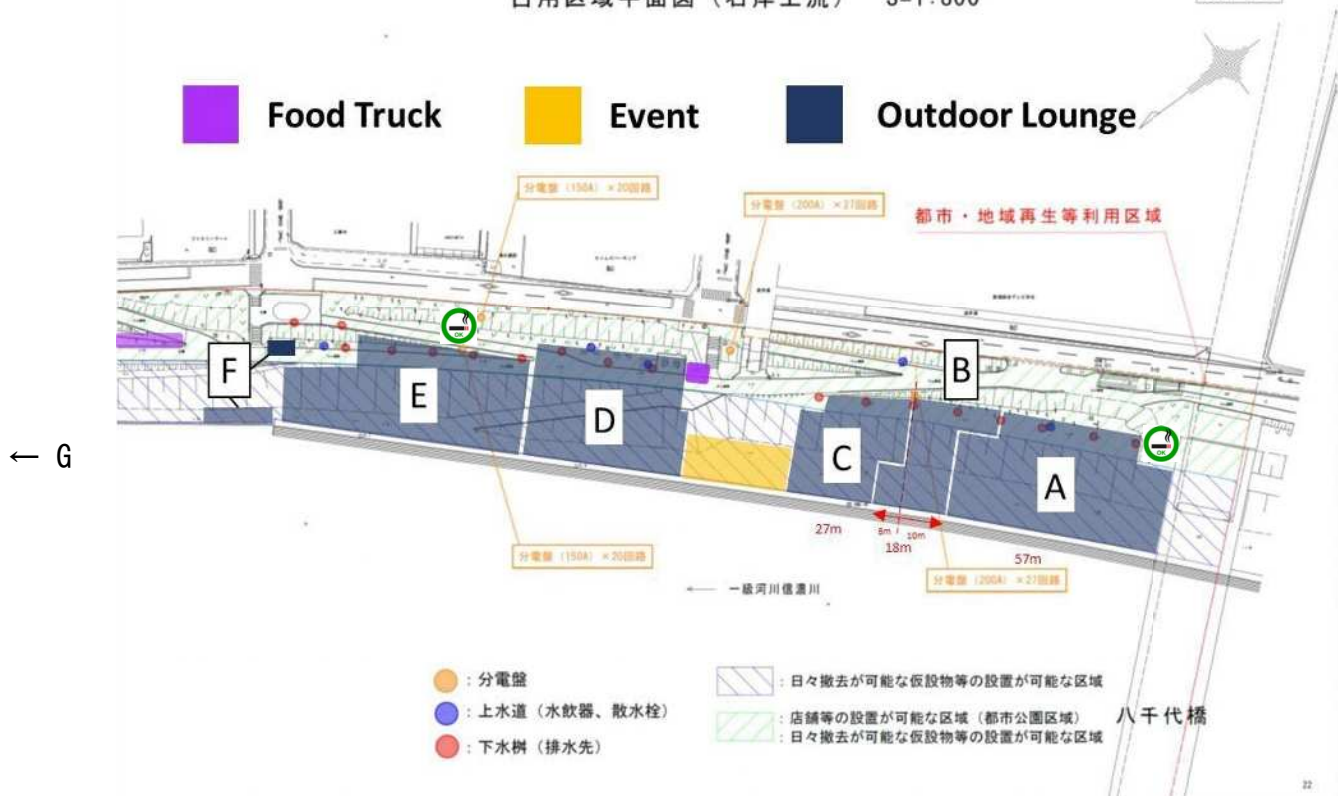 Food Truck
Event
Outdoor Lounge
分電盤（150A）×20回路
分電盤（200A）×27回路
都市・地域再生等利用区域
F
E
D
C
B
A
OK
OK
← G
27m
8m
10m
18m
57m
分電盤（150A）×20回路
分電盤（200A）×27回路
← 一級河川信濃川
：分電盤
：上水道（水飲器、散水栓）
：下水桝（排水先）
：日々撤去が可能な仮設物等の設置が可能な区域
：店舗等の設置が可能な区域（都市公園区域）
：日々撤去が可能な仮設物等の設置が可能な区域
八千代橋
22